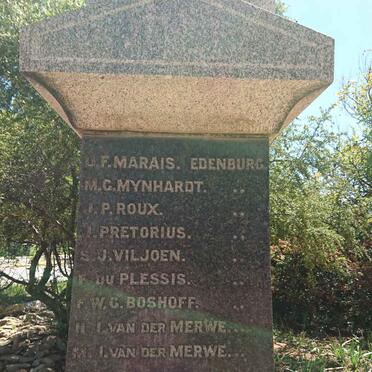 J.F. MARAIS. EDENBURG.
M.C. MYNHARDT. ,,
J.P. ROUX. ,,
J. PRETORIUS. ,,
S.J. VILJOEN. ,,
DU PLESSIS. ,,
F.W.C. BOSHOFF. ,,
H.I. VAN DER MERWE. ,,
I. VAN DER MERWE. ,,